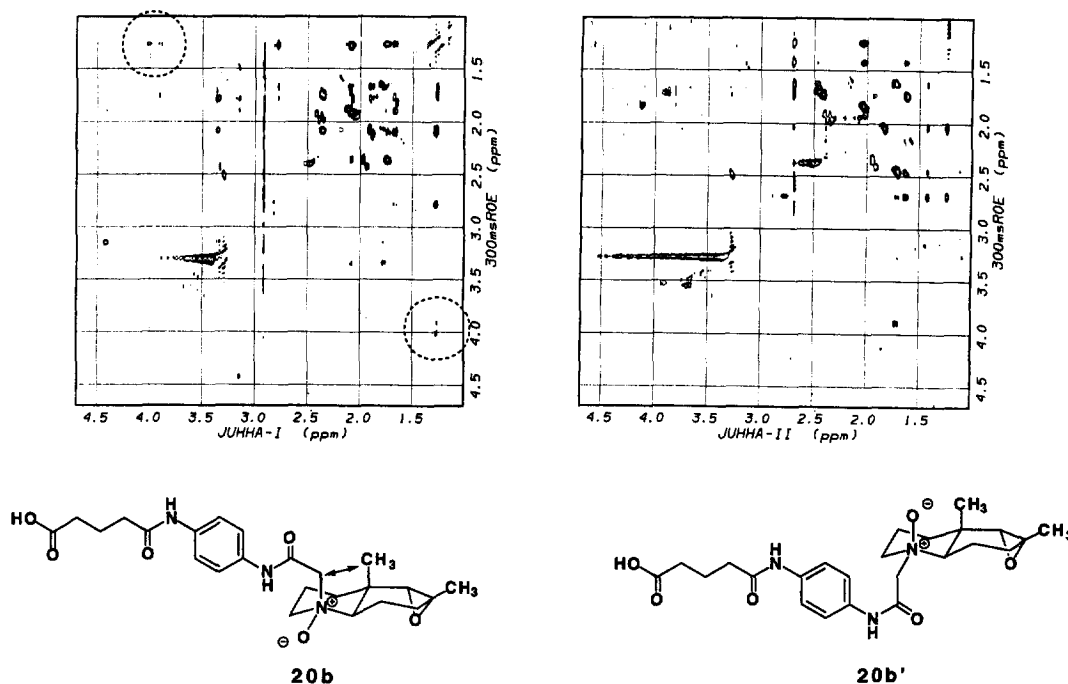 1.5
2.0
2.5
3.0
3.5
4.0
4.5
300msROE (ppm)
4.5 4.0 3.5 3.0 2.5 2.0 1.5
JUHHA-I (ppm)
1.5
2.0
2.5
3.0
3.5
4.0
4.5
300msROE (ppm)
4.5 4.0 3.5 3.0 2.5 2.0 1.5
JUHHA-II (ppm)
HO
O
H
N
O
O
N
H
CH₃
CH₃
O
N
⊕
O
⊖
20b
HO
O
H
N
O
N
H
O
O
⊖
N
⊕
CH₃
CH₃
O
20b'